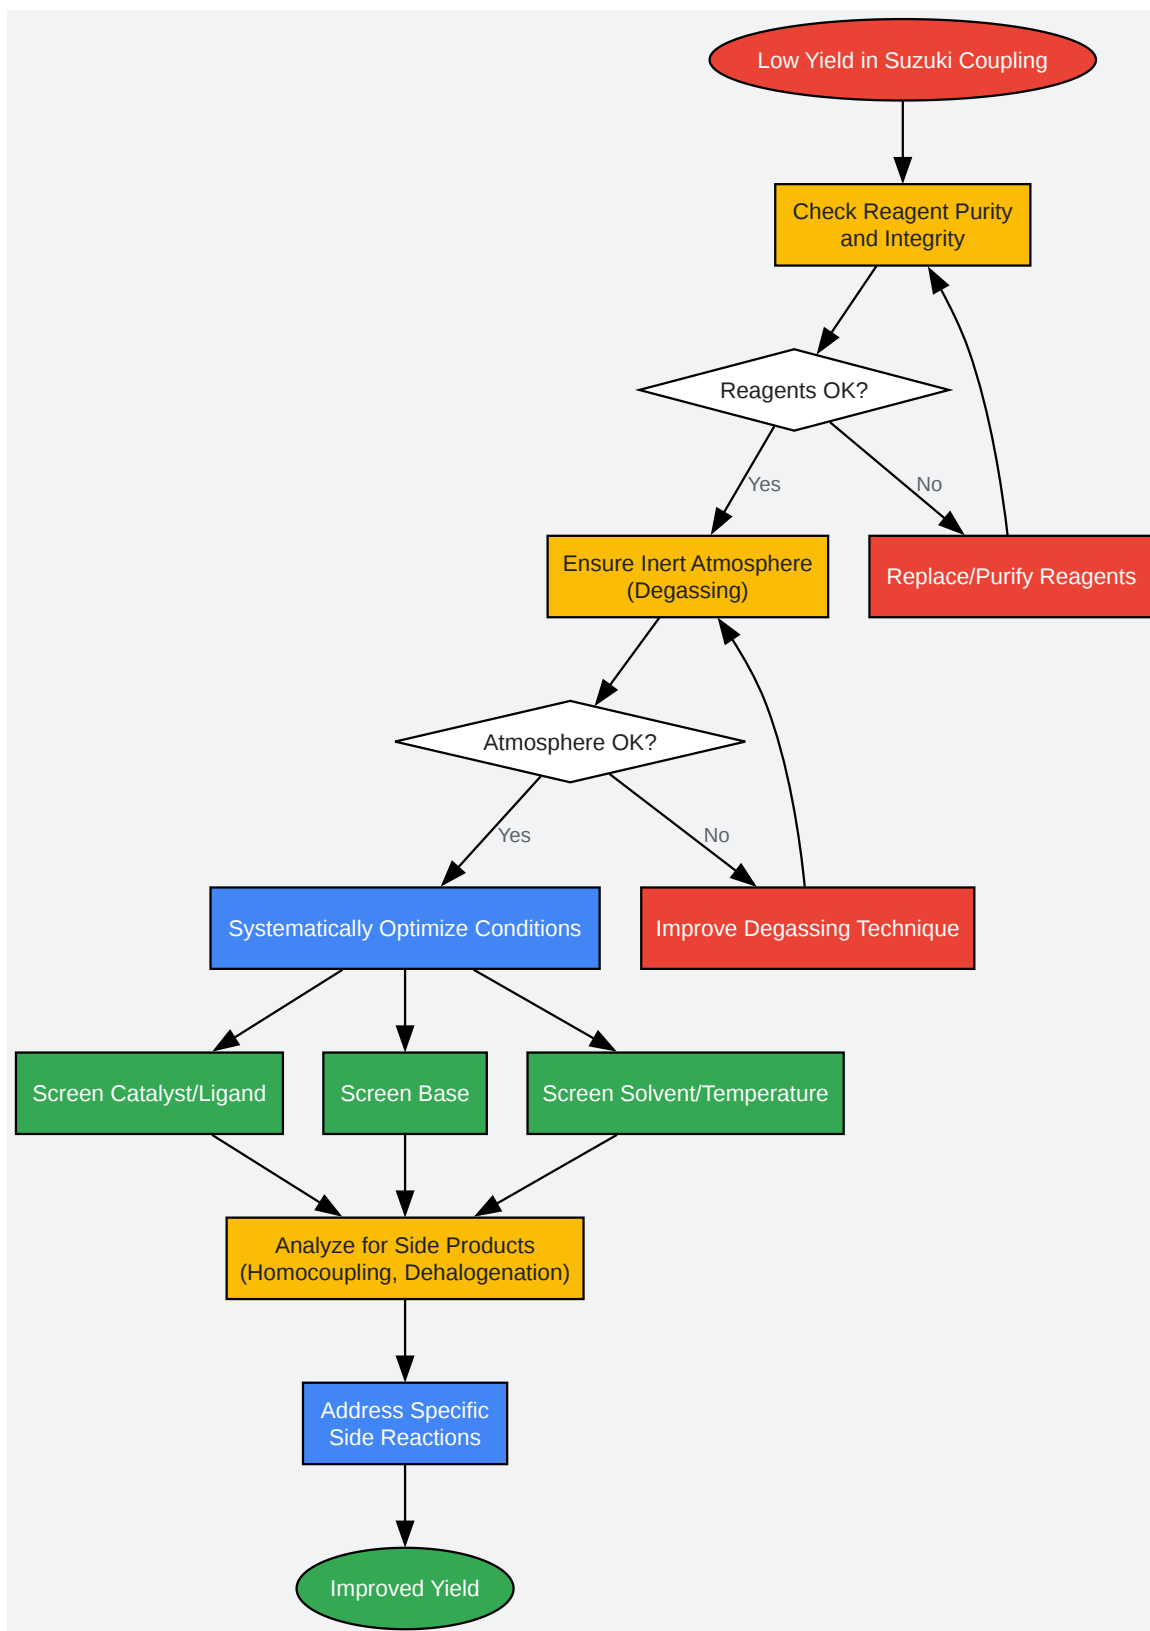 Low Yield in Suzuki Coupling
Check Reagent Purity
and Integrity
Reagents OK?
Yes
No
Ensure Inert Atmosphere
(Degassing)
Replace/Purify Reagents
Atmosphere OK?
Yes
No
Systematically Optimize Conditions
Improve Degassing Technique
Screen Catalyst/Ligand
Screen Base
Screen Solvent/Temperature
Analyze for Side Products
(Homocoupling, Dehalogenation)
Address Specific
Side Reactions
Improved Yield